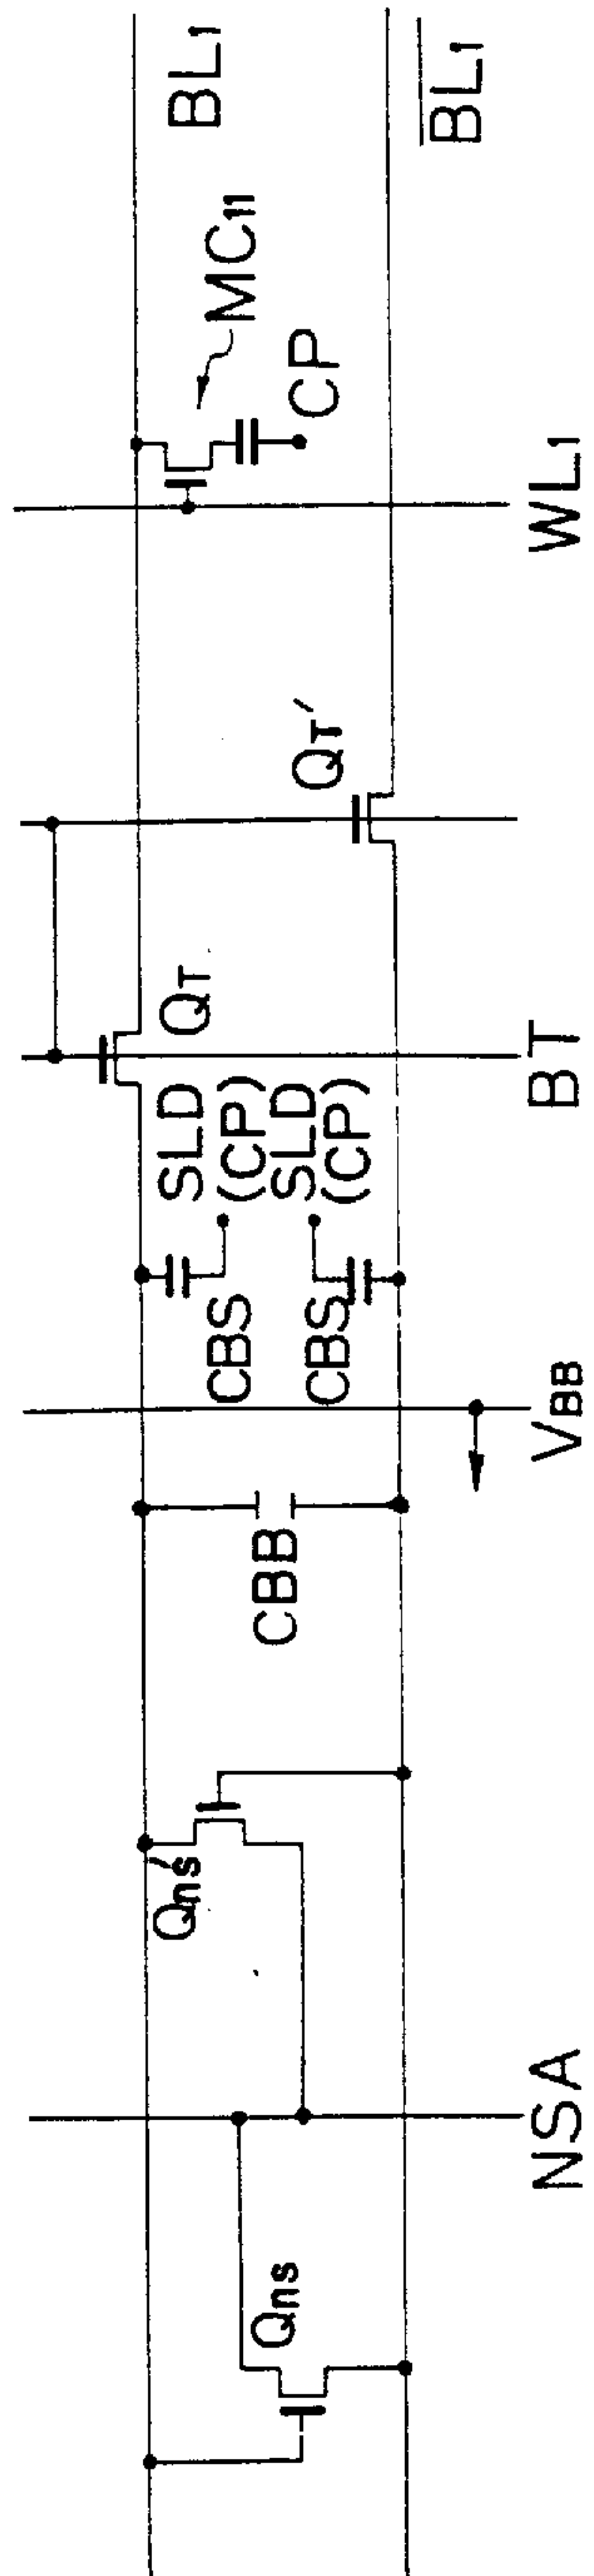 BL1
BL1
MC11
CP
WL1
QT'
QT
BT
SLD
(CP)
SLD
(CP)
CBS
CBS
VBB
CBB
Qns'
NSA
Qns